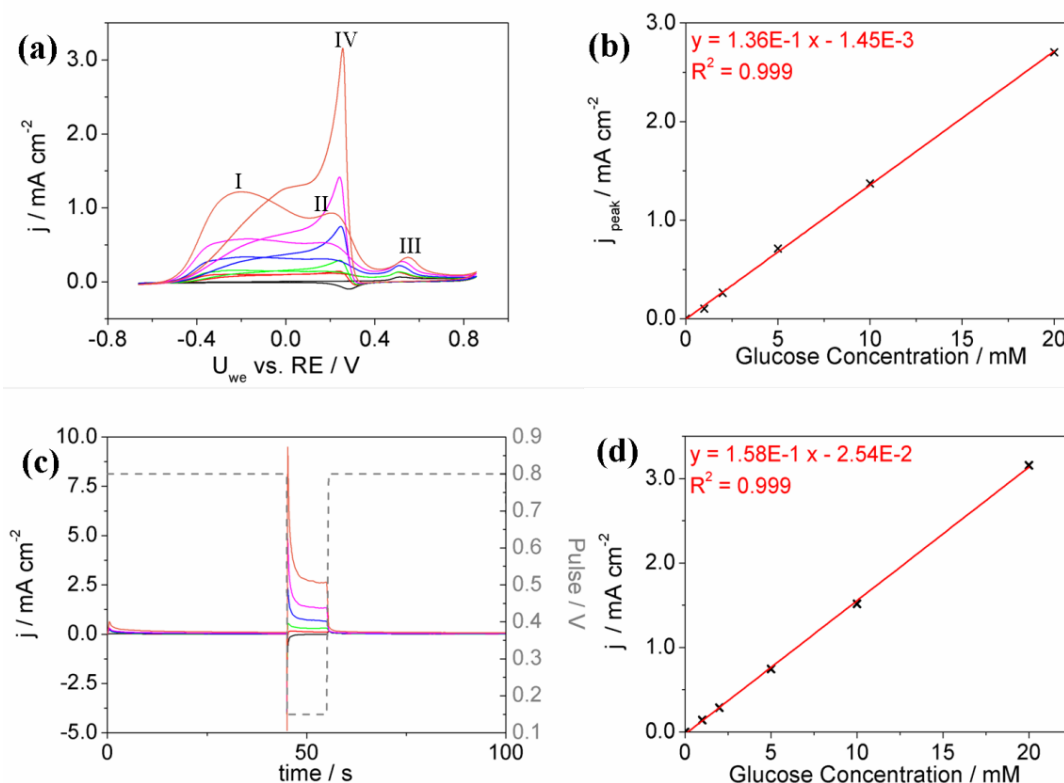 (a)
IV
I
II
III
3.0
2.0
1.0
0.0
j / mA cm⁻²
-0.8
-0.4
0.0
0.4
0.8
U_we vs. RE / V
(b)
y = 1.36E-1 x - 1.45E-3
R² = 0.999
3.0
2.0
1.0
0.0
j_peak / mA cm⁻²
0
5
10
15
20
Glucose Concentration / mM
(c)
10.0
7.5
5.0
2.5
0.0
-2.5
-5.0
j / mA cm⁻²
0.9
0.8
0.7
0.6
0.5
0.4
0.3
0.2
0.1
Pulse / V
0
50
100
time / s
(d)
y = 1.58E-1 x - 2.54E-2
R² = 0.999
3.0
2.0
1.0
0.0
j / mA cm⁻²
0
5
10
15
20
Glucose Concentration / mM